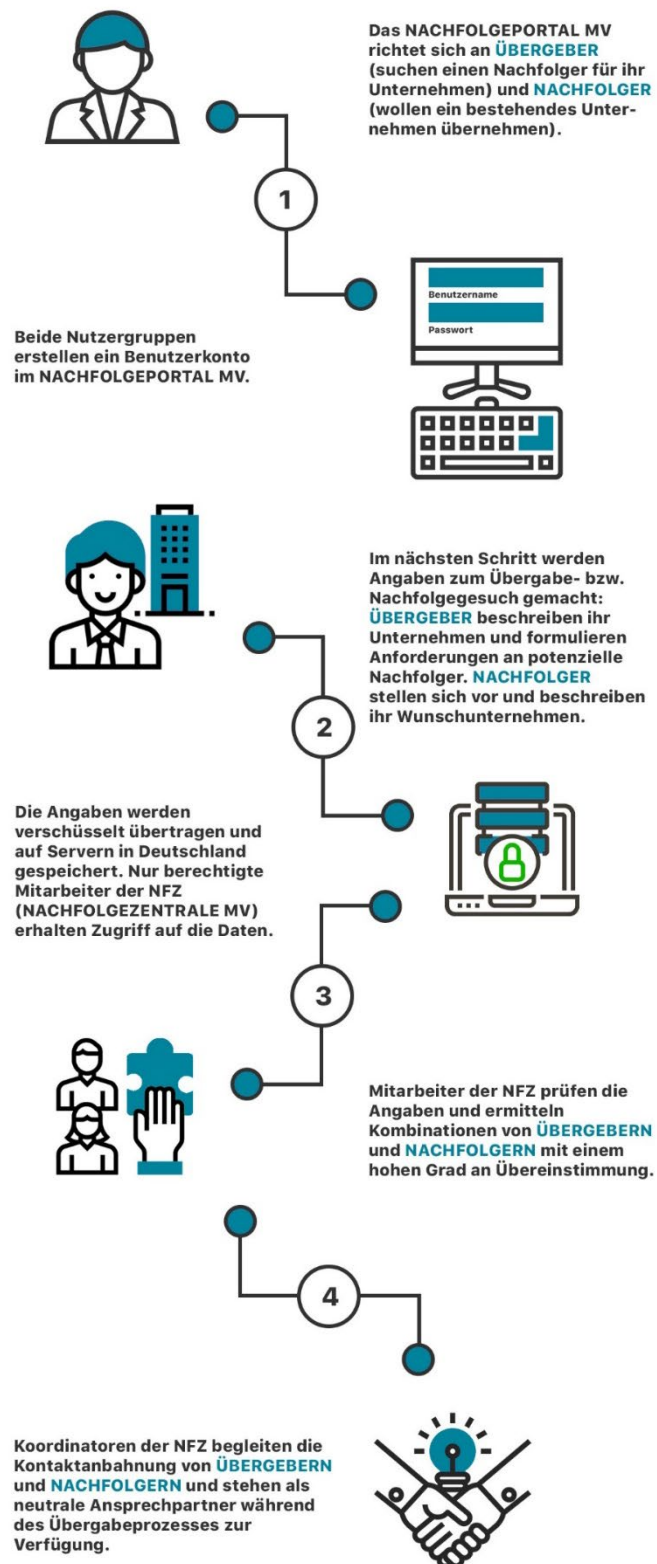 Das NACHFOLGEPORTAL MV
richtet sich an ÜBERGEBER
(suchen einen Nachfolger für ihr
Unternehmen) und NACHFOLGER
(wollen ein bestehendes Unter-
nehmen übernehmen).
1
Benutzername
Passwort
Beide Nutzergruppen
erstellen ein Benutzerkonto
im NACHFOLGEPORTAL MV.
Im nächsten Schritt werden
Angaben zum Übergabe- bzw.
Nachfolgegesuch gemacht:
ÜBERGEBER beschreiben ihr
Unternehmen und formulieren
Anforderungen an potenzielle
Nachfolger. NACHFOLGER
stellen sich vor und beschreiben
ihr Wunschunternehmen.
2
Die Angaben werden
verschüsselt übertragen und
auf Servern in Deutschland
gespeichert. Nur berechtigte
Mitarbeiter der NFZ
(NACHFOLGEZENTRALE MV)
erhalten Zugriff auf die Daten.
3
Mitarbeiter der NFZ prüfen die
Angaben und ermitteln
Kombinationen von ÜBERGEBERN
und NACHFOLGERN mit einem
hohen Grad an Übereinstimmung.
4
Koordinatoren der NFZ begleiten die
Kontaktanbahnung von ÜBERGEBERN
und NACHFOLGERN und stehen als
neutrale Ansprechpartner während
des Übergabeprozesses zur
Verfügung.